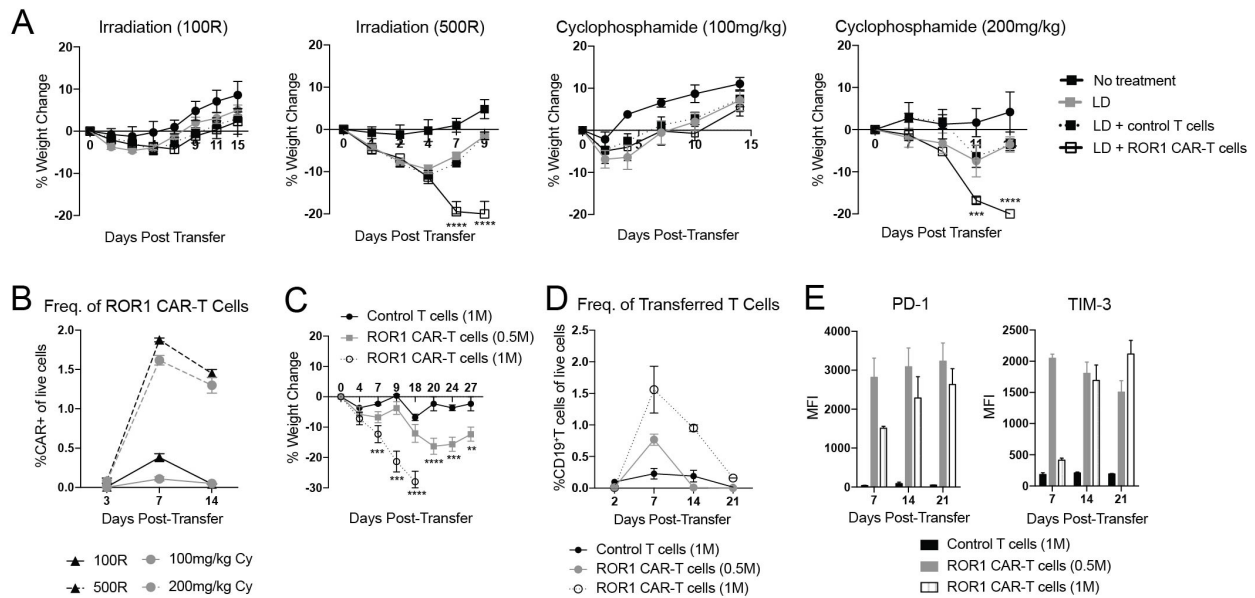 A
Irradiation (100R)
Irradiation (500R)
Cyclophosphamide (100mg/kg)
Cyclophosphamide (200mg/kg)
% Weight Change
20
10
0
-10
-20
0
9 11 15
Days Post Transfer
% Weight Change
20
10
0
-10
-20
0 2 4 7 9
Days Post Transfer
% Weight Change
20
10
0
-10
-20
0 5 10 15
Days Post-Transfer
% Weight Change
20
10
0
-10
-20
0 7 11
*** ****
**** ****
Days Post Transfer
No treatment
LD
LD + control T cells
LD + ROR1 CAR-T cells
B
Freq. of ROR1 CAR-T Cells
%CAR+ of live cells
2.0
1.5
1.0
0.5
0.0
3 7 14
Days Post-Transfer
100R
100mg/kg Cy
500R
200mg/kg Cy
C
Control T cells (1M)
ROR1 CAR-T cells (0.5M)
ROR1 CAR-T cells (1M)
% Weight Change
20
10
0
-10
-20
-30
0 4 7 9 18 20 24 27
*** *** **** **** *** **
Days Post-Transfer
D
Freq. of Transferred T Cells
%CD19⁺T cells of live cells
2.5
2.0
1.5
1.0
0.5
0.0
2 7 14 21
Days Post-Transfer
Control T cells (1M)
ROR1 CAR-T cells (0.5M)
ROR1 CAR-T cells (1M)
E
PD-1
MFI
4000
3000
2000
1000
0
7 14 21
Days Post-Transfer
TIM-3
MFI
2500
2000
1500
1000
500
0
7 14 21
Days Post-Transfer
Control T cells (1M)
ROR1 CAR-T cells (0.5M)
ROR1 CAR-T cells (1M)